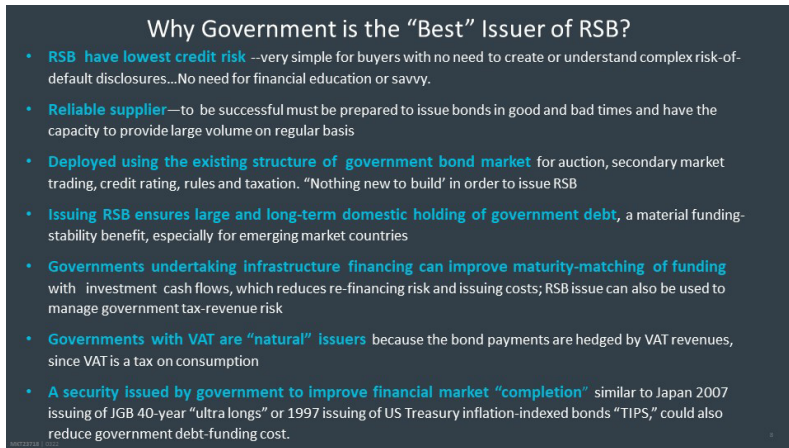 Why Government is the “Best” Issuer of RSB?
• RSB have lowest credit risk --very simple for buyers with no need to create or understand complex risk-of-
default disclosures…No need for financial education or savvy.
• Reliable supplier—to be successful must be prepared to issue bonds in good and bad times and have the
capacity to provide large volume on regular basis
• Deployed using the existing structure of government bond market for auction, secondary market
trading, credit rating, rules and taxation. “Nothing new to build’ in order to issue RSB
• Issuing RSB ensures large and long-term domestic holding of government debt, a material funding-
stability benefit, especially for emerging market countries
• Governments undertaking infrastructure financing can improve maturity-matching of funding
with investment cash flows, which reduces re-financing risk and issuing costs; RSB issue can also be used to
manage government tax-revenue risk
• Governments with VAT are “natural” issuers because the bond payments are hedged by VAT revenues,
since VAT is a tax on consumption
• A security issued by government to improve financial market “completion” similar to Japan 2007
issuing of JGB 40-year “ultra longs” or 1997 issuing of US Treasury inflation-indexed bonds “TIPS,” could also
reduce government debt-funding cost.